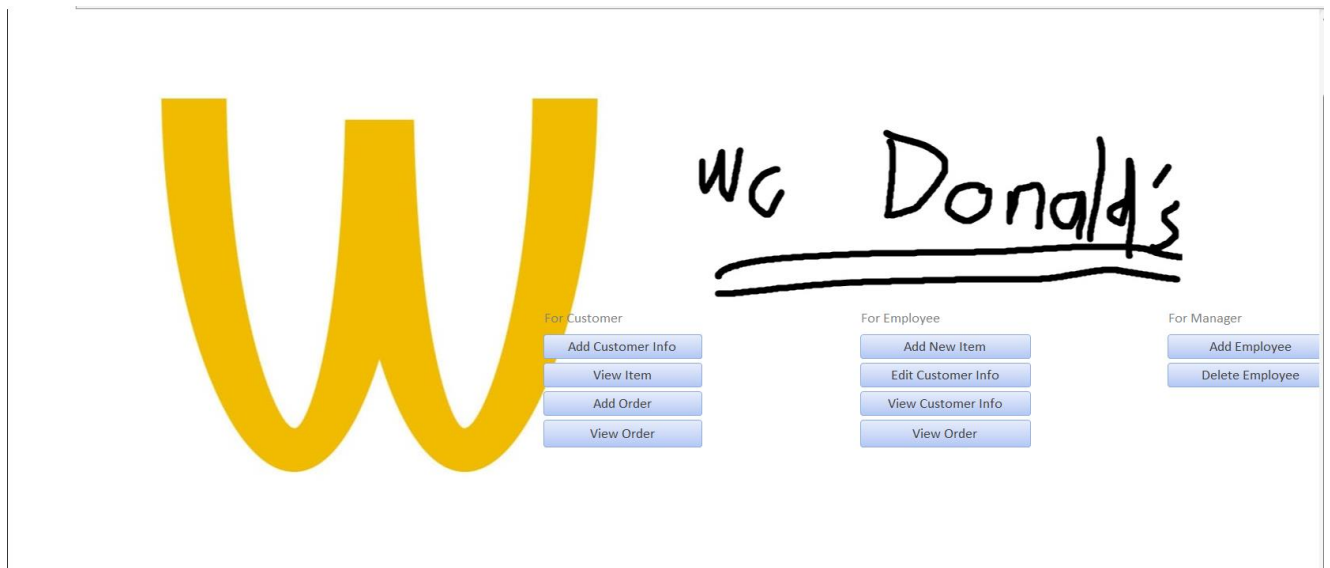 Wc Donald's
For Customer
Add Customer Info
View Item
Add Order
View Order
For Employee
Add New Item
Edit Customer Info
View Customer Info
View Order
For Manager
Add Employee
Delete Employee